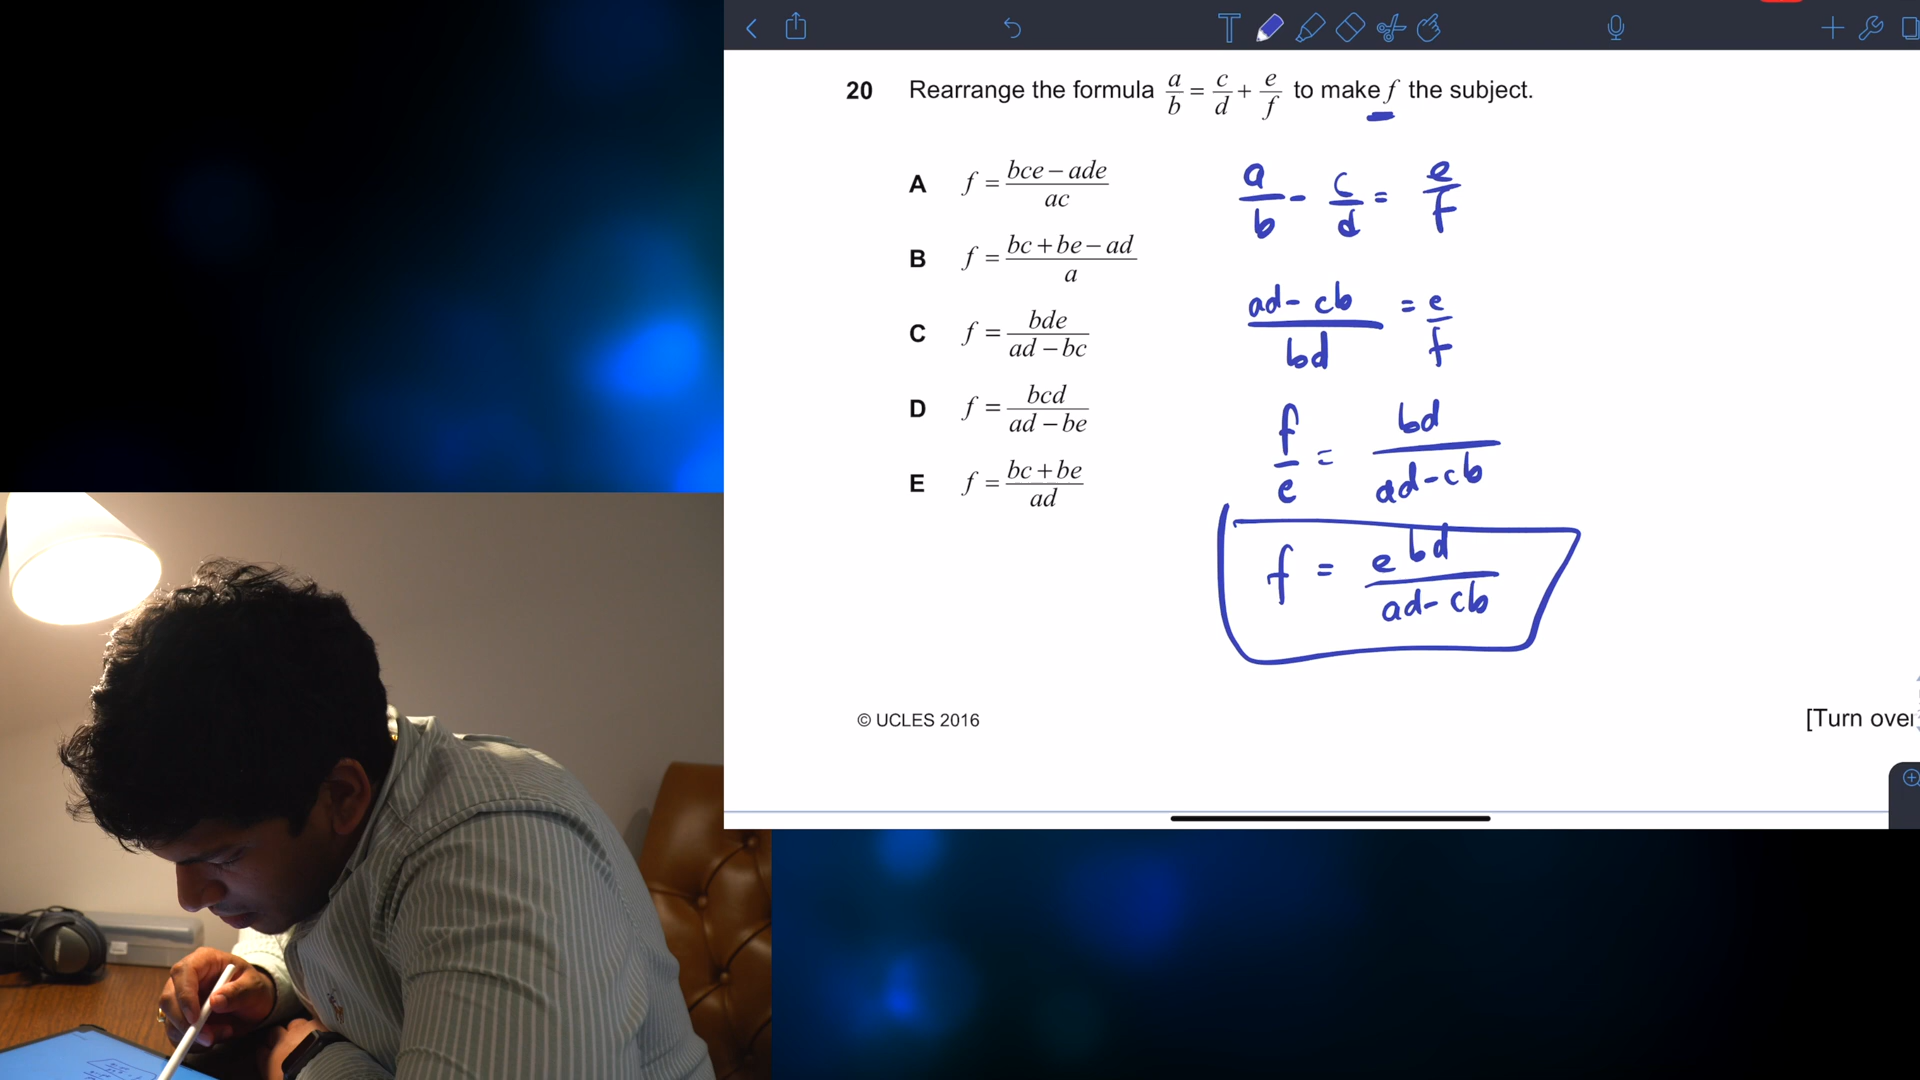 20 Rearrange the formula a/b = c/d + e/f to make f the subject.
A f = (bce − ade)/ac
B f = (bc + be − ad)/a
C f = bde/(ad − bc)
D f = bcd/(ad − be)
E f = (bc + be)/ad
a/b - c/d = e/f
(ad - cb)/bd = e/f
f/e = bd/(ad - cb)
f = e bd/(ad - cb)
© UCLES 2016
[Turn over